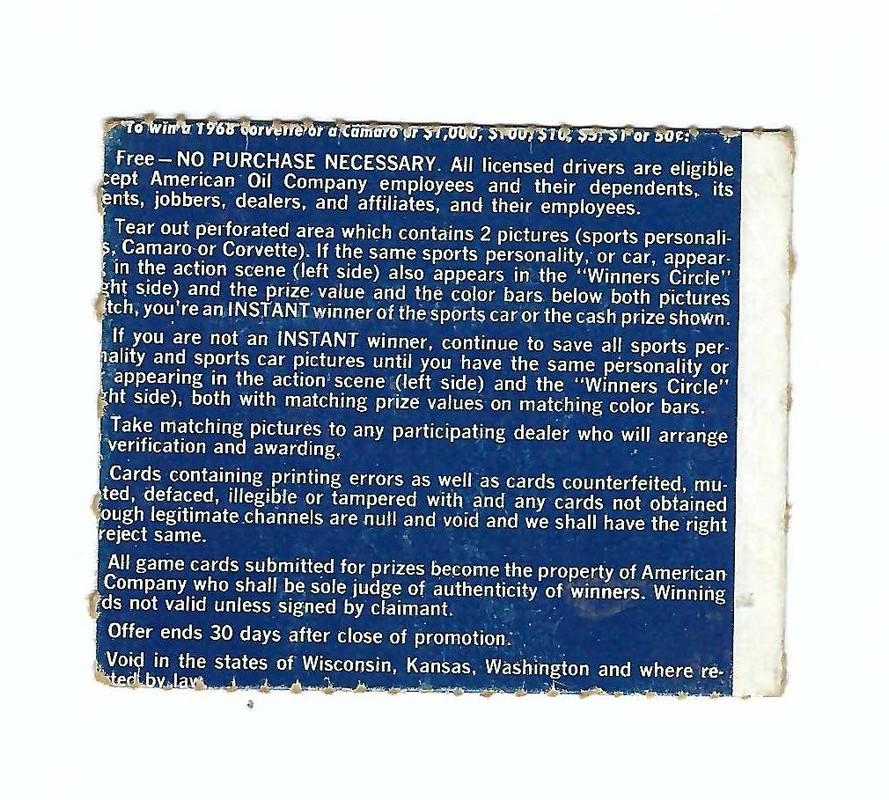 To win a 1968 Corvette or a Camaro or $1,000, $100, $10, $5, $1 or 50¢:
Free—NO PURCHASE NECESSARY. All licensed drivers are eligible
cept American Oil Company employees and their dependents, its
ents, jobbers, dealers, and affiliates, and their employees.
Tear out perforated area which contains 2 pictures (sports personali-
s, Camaro or Corvette). If the same sports personality, or car, appear-
in the action scene (left side) also appears in the "Winners Circle"
ght side) and the prize value and the color bars below both pictures
tch, you're an INSTANT winner of the sports car or the cash prize shown.
If you are not an INSTANT winner, continue to save all sports per-
nality and sports car pictures until you have the same personality or
appearing in the action scene (left side) and the "Winners Circle"
ght side), both with matching prize values on matching color bars.
Take matching pictures to any participating dealer who will arrange
verification and awarding.
Cards containing printing errors as well as cards counterfeited, mu-
ted, defaced, illegible or tampered with and any cards not obtained
ough legitimate channels are null and void and we shall have the right
reject same.
All game cards submitted for prizes become the property of American
Company who shall be sole judge of authenticity of winners. Winning
ds not valid unless signed by claimant.
Offer ends 30 days after close of promotion.
Void in the states of Wisconsin, Kansas, Washington and where re-
ted by law.